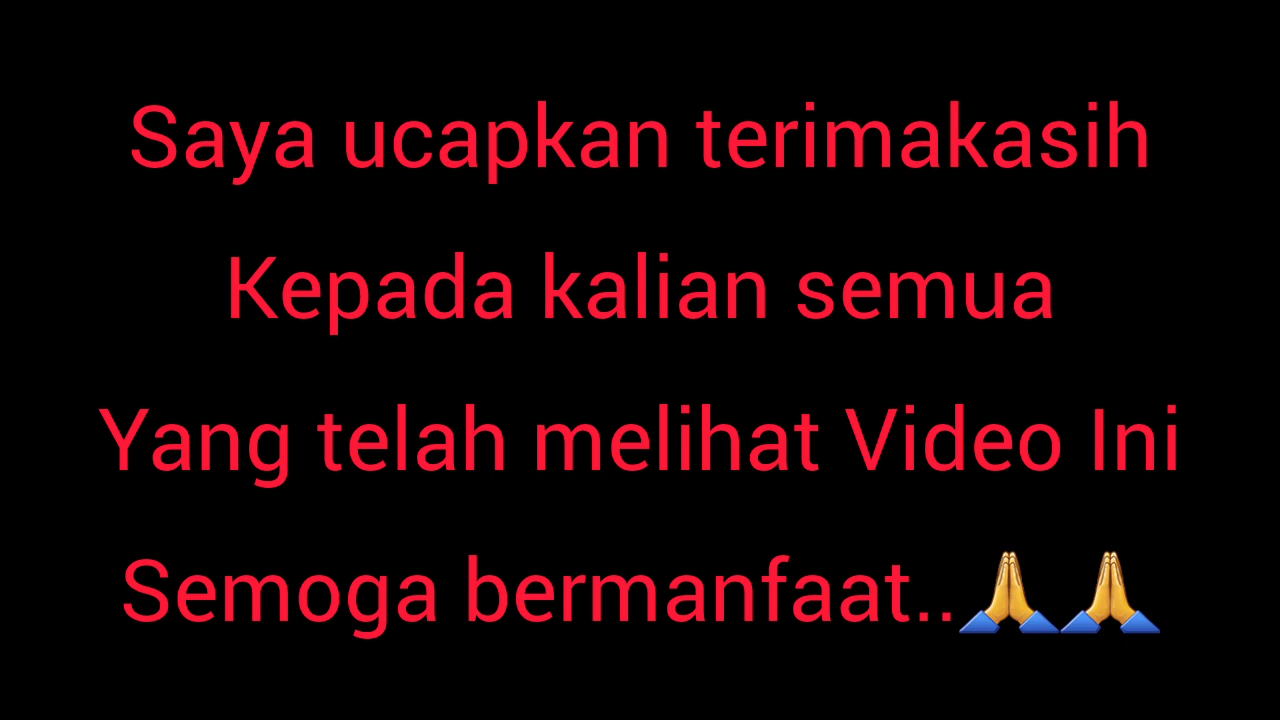 Saya ucapkan terimakasih
Kepada kalian semua
Yang telah melihat Video Ini
Semoga bermanfaat..🙏🙏